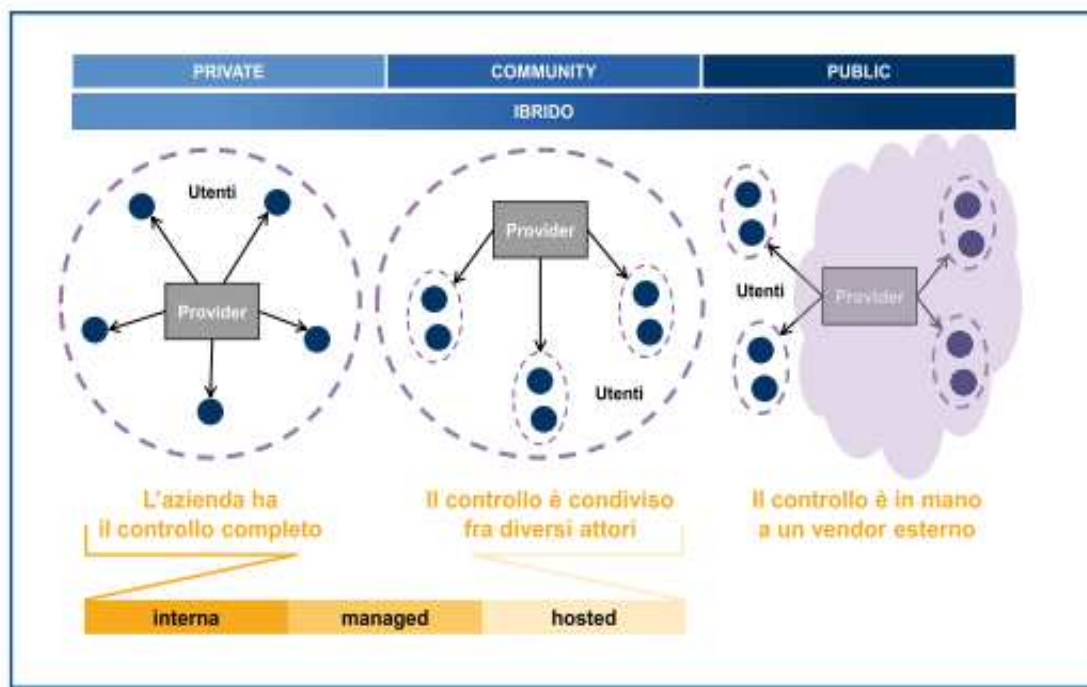 PRIVATE
COMMUNITY
PUBLIC
IBRIDO
Utenti
Provider
Provider
Utenti
Utenti
Provider
L'azienda ha
il controllo completo
Il controllo è condiviso
fra diversi attori
Il controllo è in mano
a un vendor esterno
interna
managed
hosted